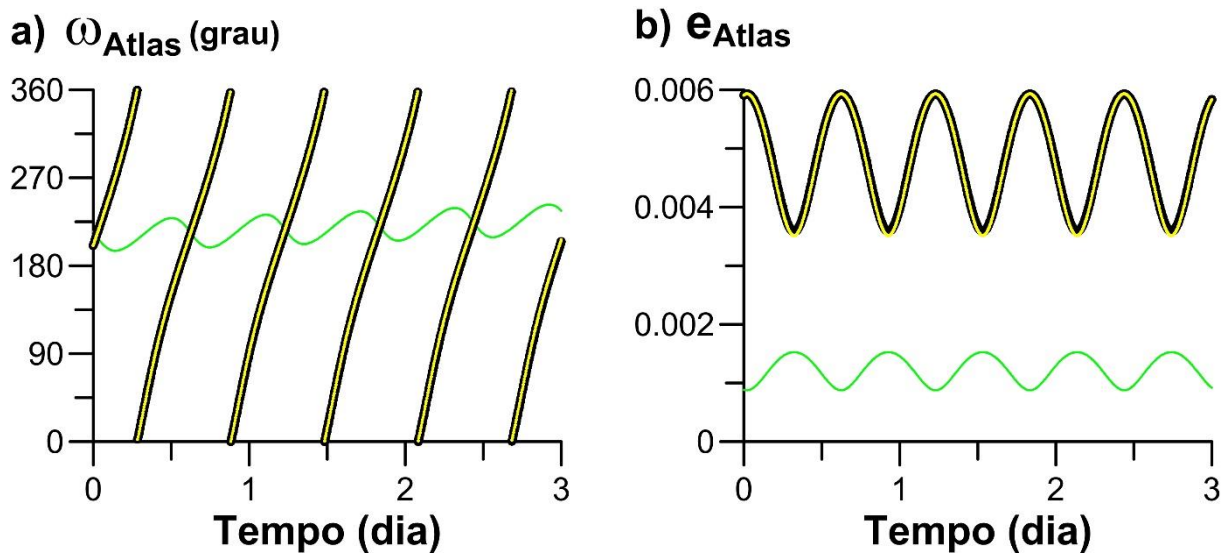 a) ωAtlas (grau)
360
270
180
90
0
0 1 2 3
Tempo (dia)
b) eAtlas
0.006
0.004
0.002
0
0 1 2 3
Tempo (dia)